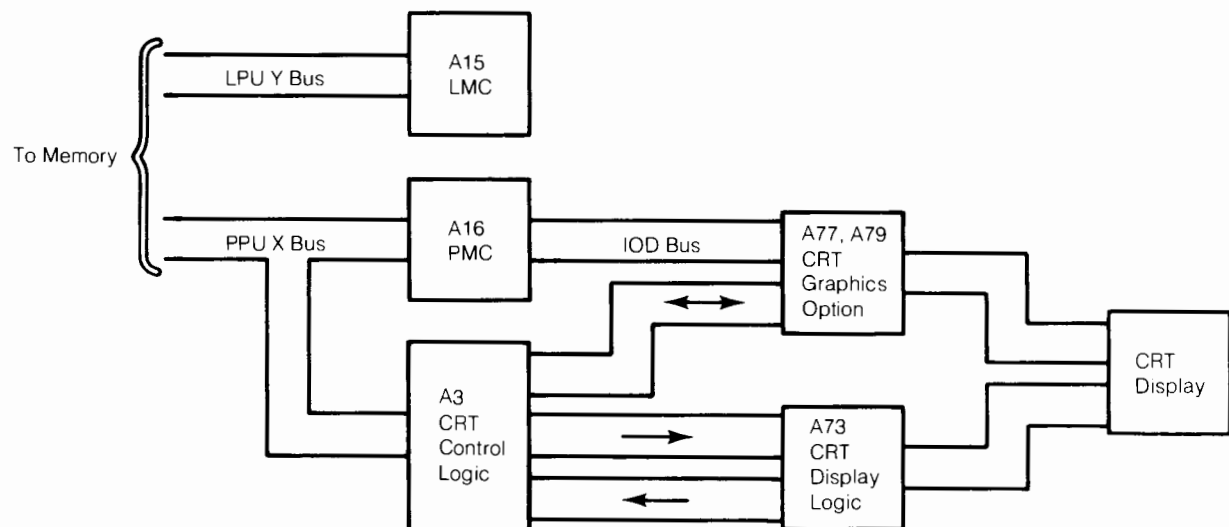 A15
LMC
LPU Y Bus
To Memory
A16
PMC
PPU X Bus
IOD Bus
A77, A79
CRT
Graphics
Option
A3
CRT
Control
Logic
A73
CRT
Display
Logic
CRT
Display